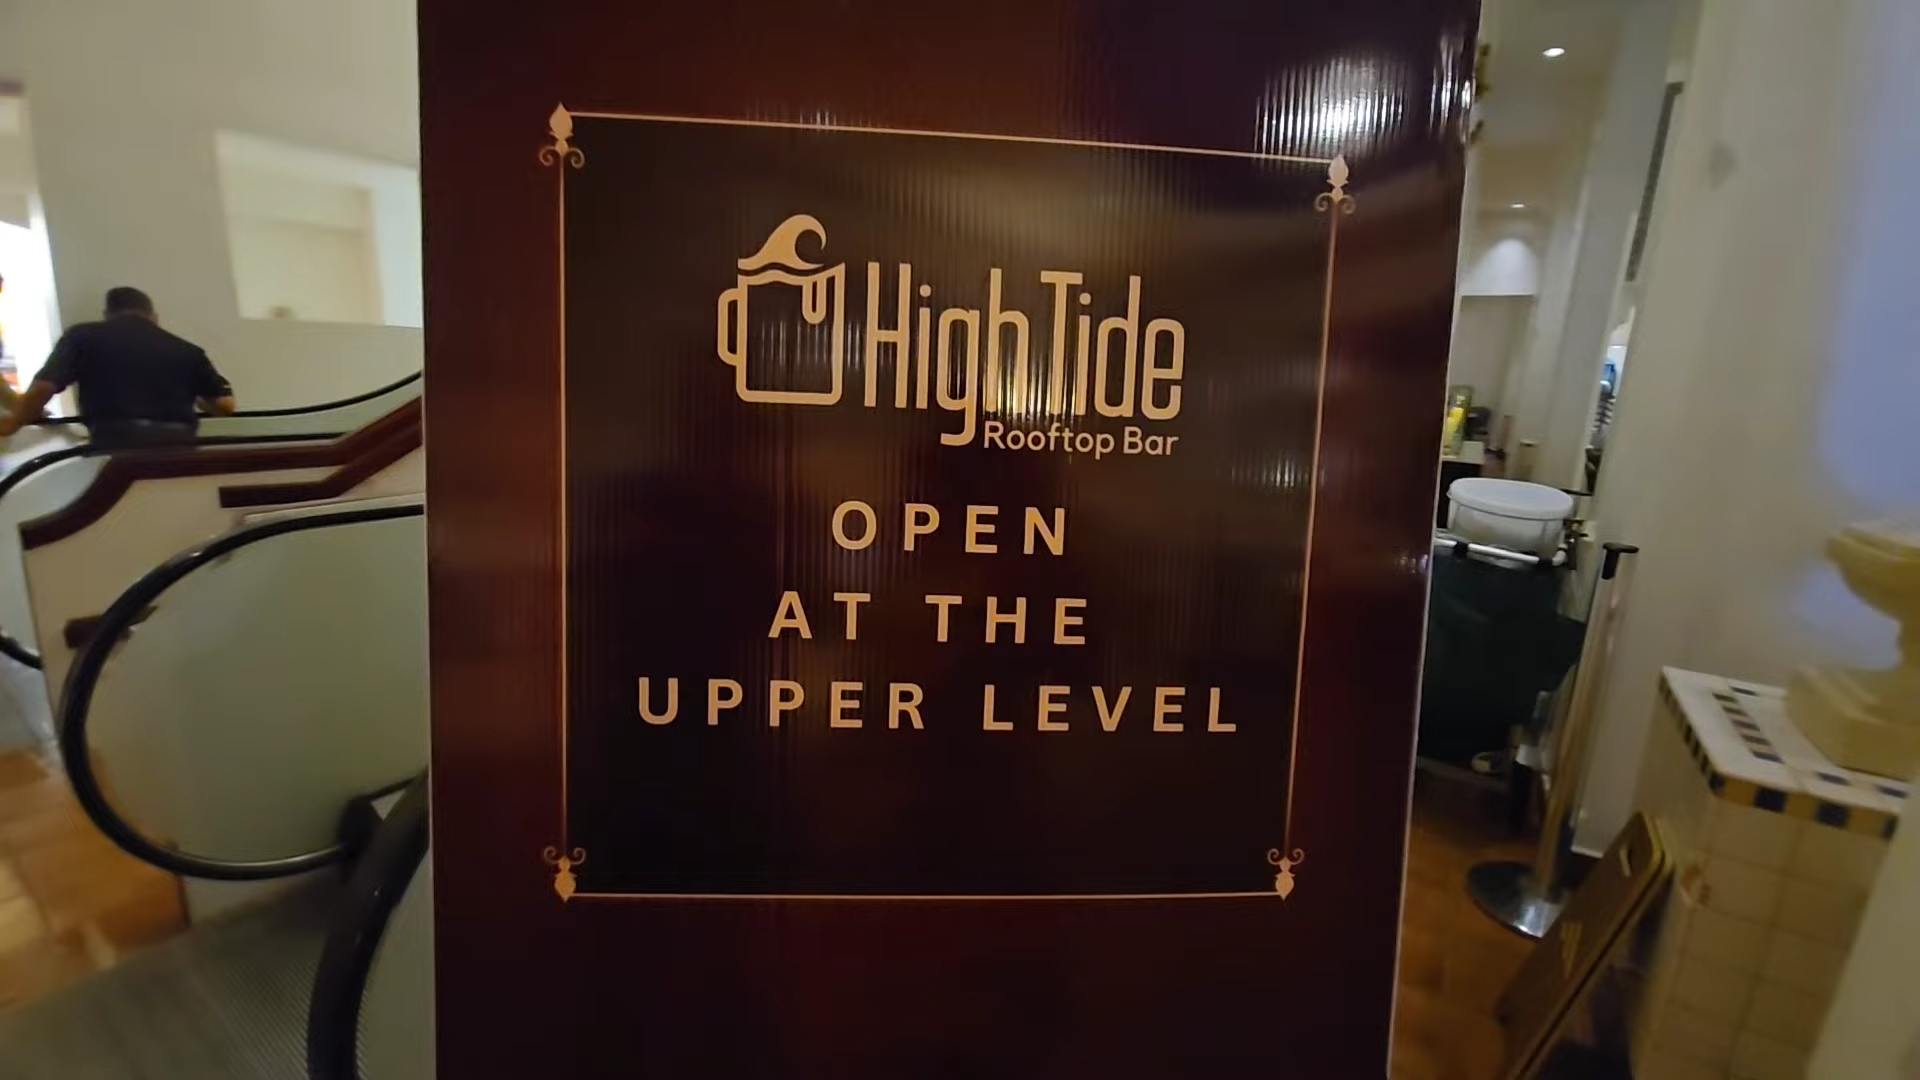 High Tide
Rooftop Bar
OPEN
AT THE
UPPER LEVEL